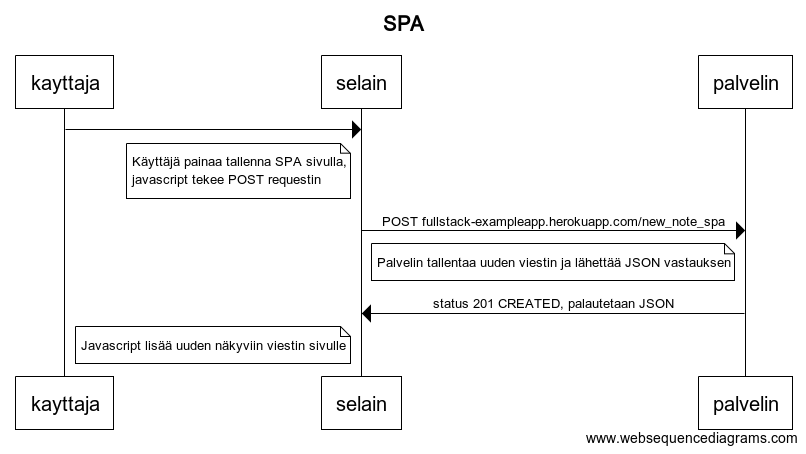 SPA
kayttaja
selain
palvelin
Käyttäjä painaa tallenna SPA sivulla,
javascript tekee POST requestin
POST fullstack-exampleapp.herokuapp.com/new_note_spa
Palvelin tallentaa uuden viestin ja lähettää JSON vastauksen
status 201 CREATED, palautetaan JSON
Javascript lisää uuden näkyviin viestin sivulle
kayttaja
selain
palvelin
www.websequencediagrams.com